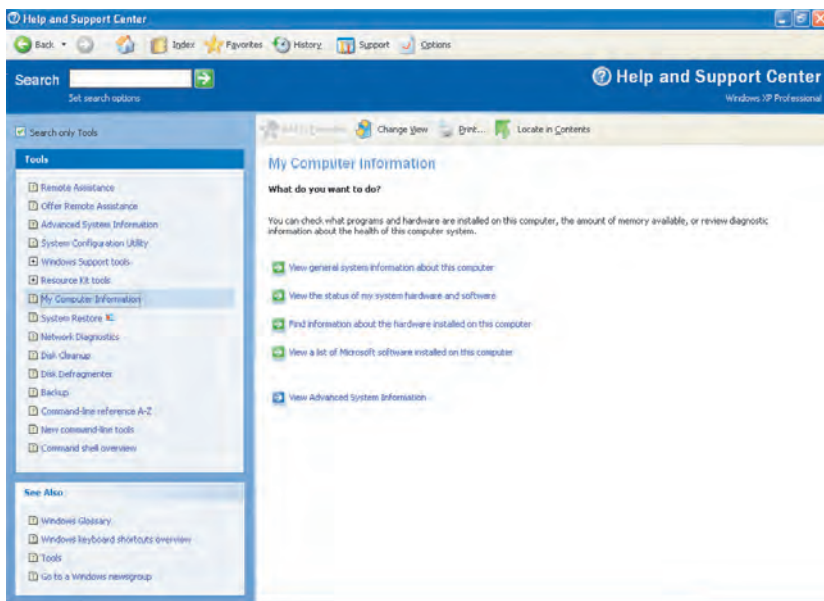 Help and Support Center
Back
Index
Favorites
History
Support
Options
Search
Set search options
Help and Support Center
Windows XP Professional
Search only Tools
Change View
Print...
Locate in Contents
Tools
Remote Assistance
Offer Remote Assistance
Advanced System Information
System Configuration Utility
Windows Support tools
Resource Kit tools
My Computer Information
System Restore
Network Diagnostics
Disk Cleanup
Disk Defragmenter
Backup
Command-line reference A-Z
New command-line tools
Command shell overview
See Also
Windows Glossary
Windows keyboard shortcuts overview
Tools
Go to a Windows newsgroup
My Computer Information
What do you want to do?
You can check what programs and hardware are installed on this computer, the amount of memory available, or review diagnostic
information about the health of this computer system.
View general system information about this computer
View the status of my system hardware and software
Find information about the hardware installed on this computer
View a list of Microsoft software installed on this computer
View Advanced System Information